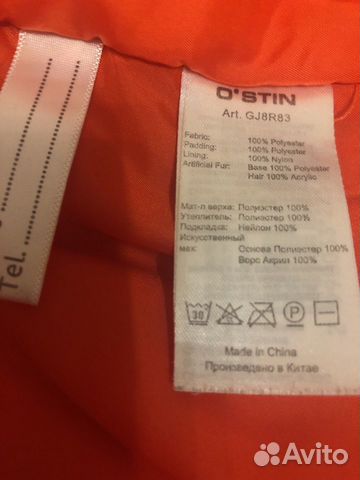 Tel.
O'STIN
Art. GJ8R83
Fabric: 100% Polyester
Padding: 100% Polyester
Lining: 100% Nylon
Artificial Fur: Base 100% Polyester
Hair 100% Acrylic
Мат-л верха: Полиэстер 100%
Утеплитель: Полиэстер 100%
Подкладка: Нейлон 100%
Искусственный
мех: Основа Полиэстер 100%
Ворс Акрил 100%
30
P
Made in China
Произведено в Китае
Avito